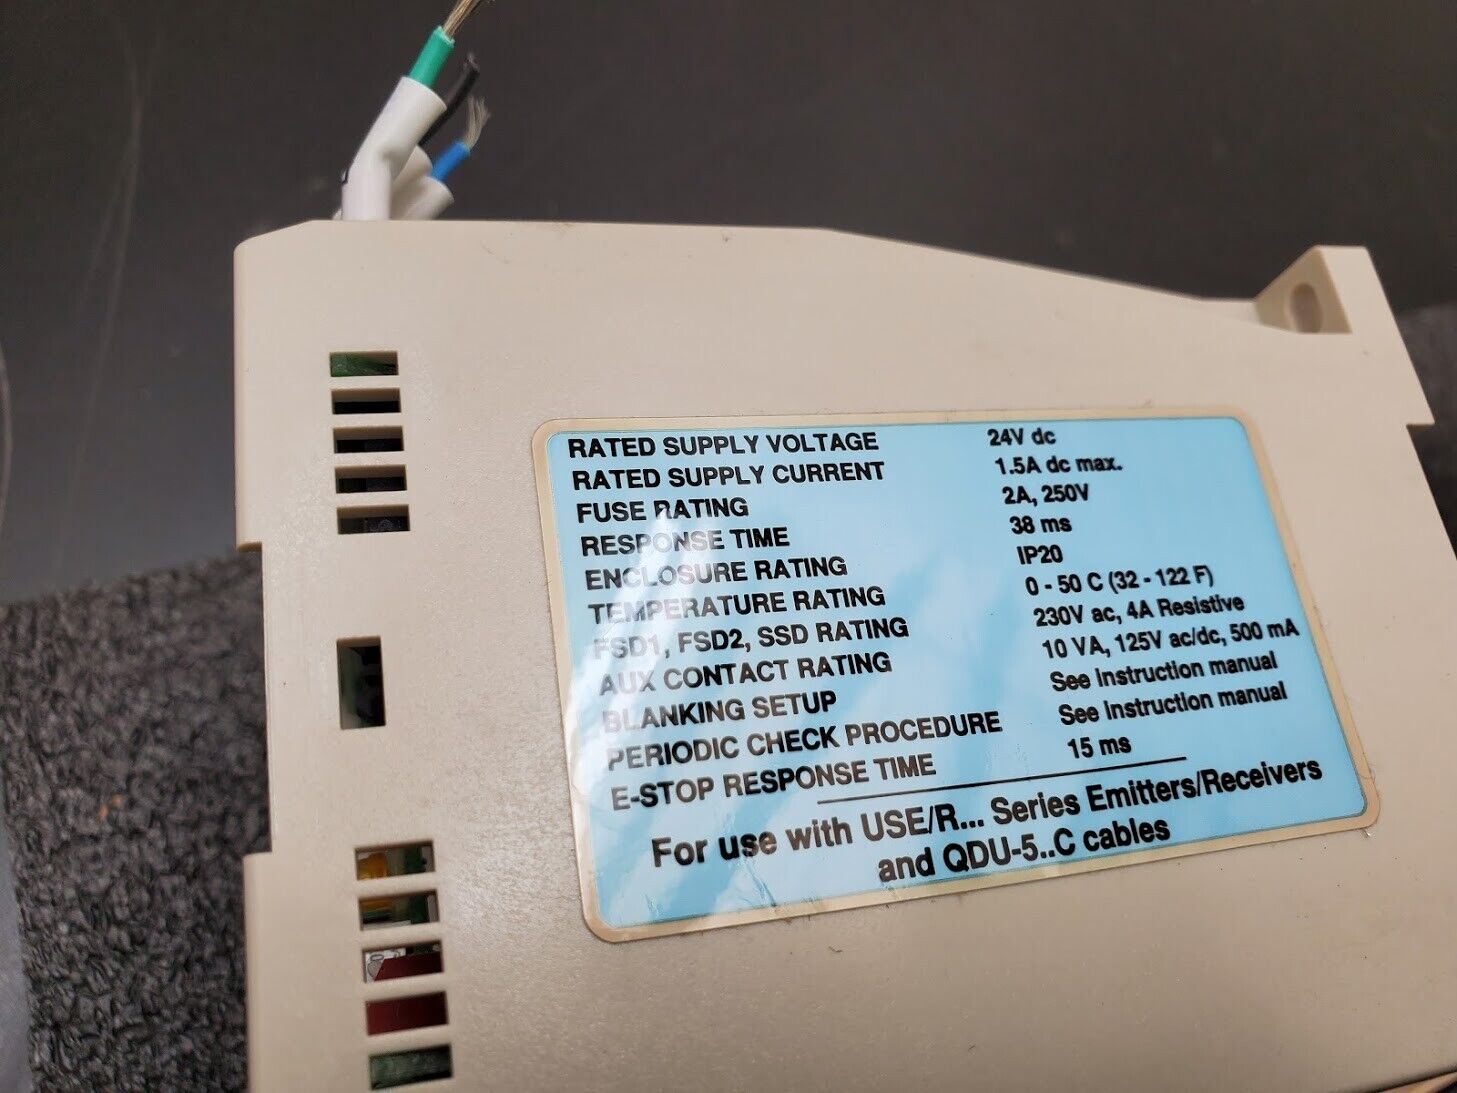 RATED SUPPLY VOLTAGE 24V dc
RATED SUPPLY CURRENT 1.5A dc max.
FUSE RATING 2A, 250V
RESPONSE TIME 38 ms
ENCLOSURE RATING IP20
TEMPERATURE RATING 0 - 50 C (32 - 122 F)
FSD1, FSD2, SSD RATING 230V ac, 4A Resistive
AUX CONTACT RATING 10 VA, 125V ac/dc, 500 mA
BLANKING SETUP See Instruction manual
PERIODIC CHECK PROCEDURE See Instruction manual
E-STOP RESPONSE TIME 15 ms
For use with USE/R... Series Emitters/Receivers
and QDU-5..C cables